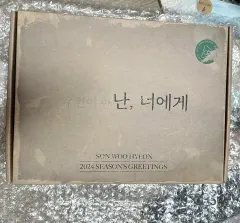 난, 너에게
SON WOO HYEON
2024 SEASON'S GREETINGS